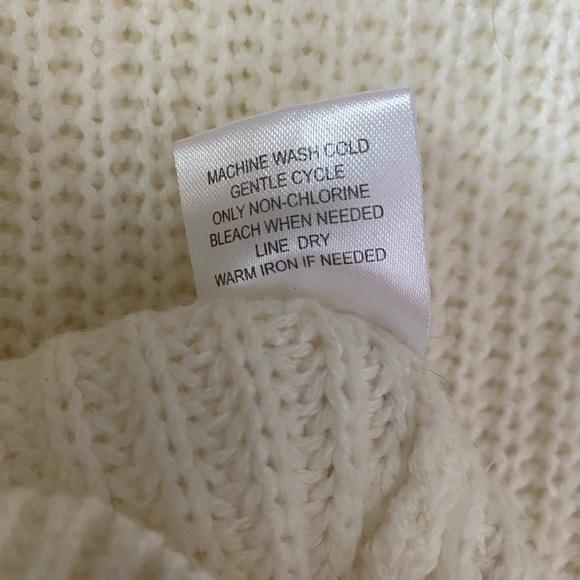 MACHINE WASH COLD
GENTLE CYCLE
ONLY NON-CHLORINE
BLEACH WHEN NEEDED
LINE DRY
WARM IRON IF NEEDED